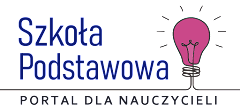 Szkoła
Podstawowa
PORTAL DLA NAUCZYCIELI